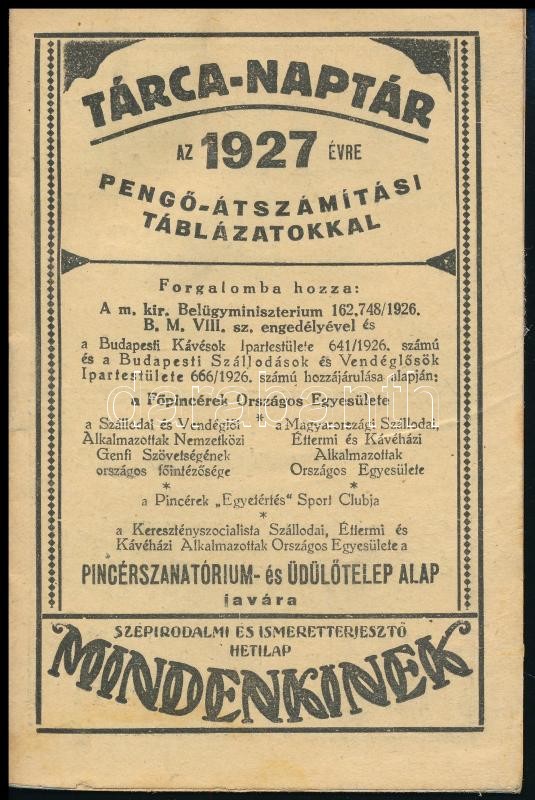 TÁRCA-NAPTÁR
AZ 1927 ÉVRE
PENGŐ-ÁTSZÁMÍTÁSI
TÁBLÁZATOKKAL
Forgalomba hozza:
A m. kir. Belügyminiszterium 162,748/1926.
B. M. VIII. sz, engedélyével és
a Budapesti Kávésok Ipartestülete 641/1926. számú
és a Budapesti Szállodások és Vendéglősök
Ipartestülete 666/1926. számú hozzájárulása alapján:
a Főpincérek Országos Egyesülete
*
a Szállodai és Vendéglői
Alkalmazottak Nemzetközi
Genfi Szövetségének
országos főintézősége
a Magyarországi Szállodai,
Éttermi és Kávéházi
Alkalmazottak
Országos Egyesülete
* *
a Pincérek „Egyetértés" Sport Clubja
*
a Keresztényszocialista Szállodai, Éttermi és
Kávéházi Alkalmazottak Országos Egyesülete a
PINCÉRSZANATÓRIUM- és ÜDÜLŐTELEP ALAP
javára
SZÉPIRODALMI ÉS ISMERETTERJESZTŐ
HETILAP
MINDENKINEK
darabanth